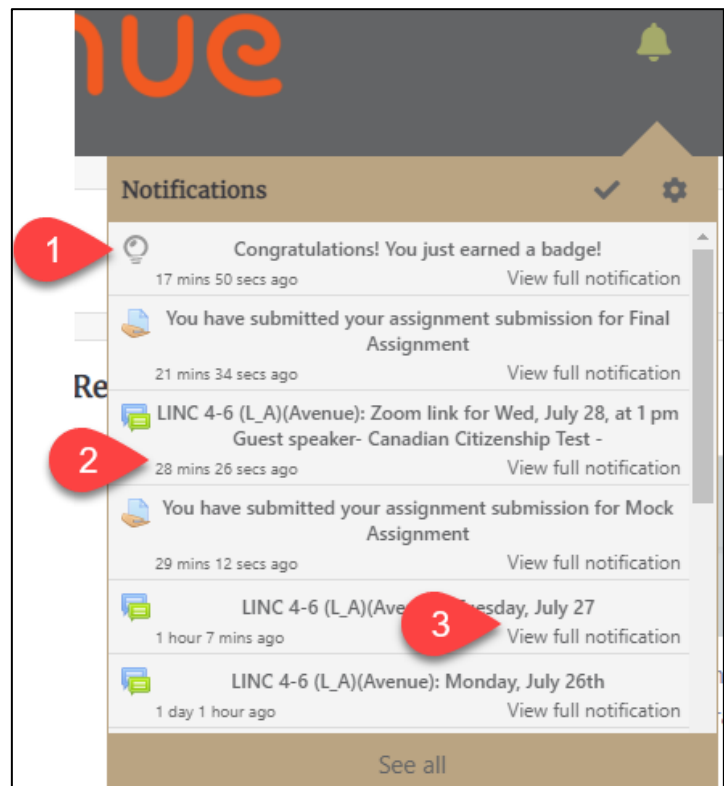 nue
Notifications
1
Congratulations! You just earned a badge!
17 mins 50 secs ago View full notification
You have submitted your assignment submission for Final
Assignment
21 mins 34 secs ago View full notification
Re
LINC 4-6 (L_A)(Avenue): Zoom link for Wed, July 28, at 1 pm
Guest speaker- Canadian Citizenship Test -
2
28 mins 26 secs ago View full notification
You have submitted your assignment submission for Mock
Assignment
29 mins 12 secs ago View full notification
LINC 4-6 (L_A)(Ave esday, July 27
3
1 hour 7 mins ago View full notification
LINC 4-6 (L_A)(Avenue): Monday, July 26th
1 day 1 hour ago View full notification
See all